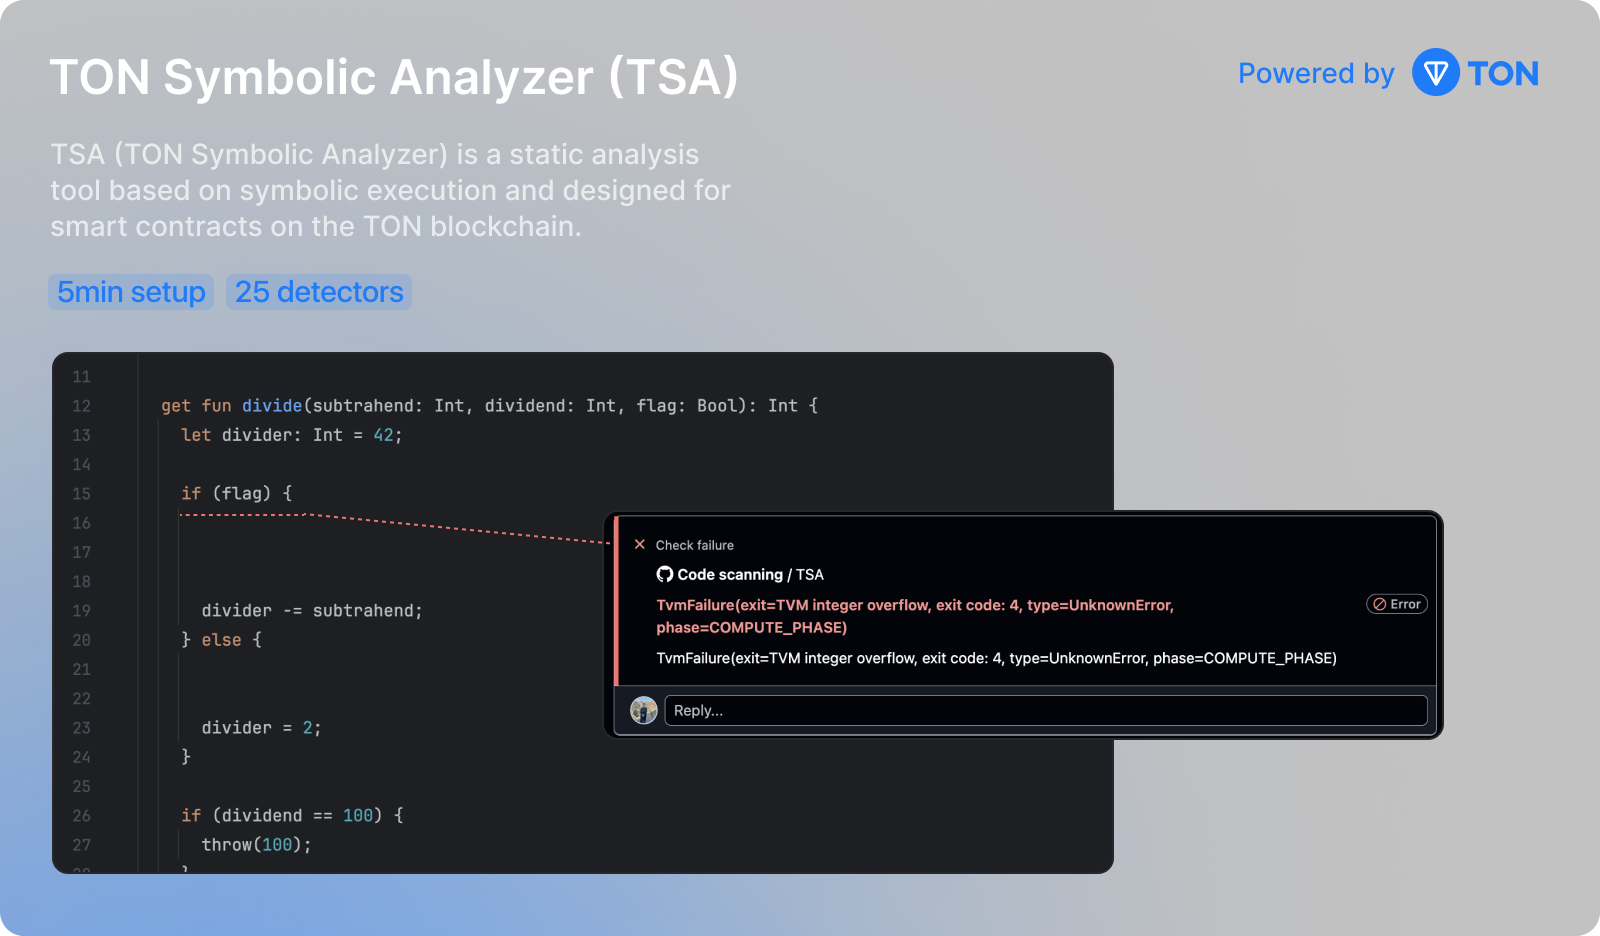 TON Symbolic Analyzer (TSA)
Powered by TON
TSA (TON Symbolic Analyzer) is a static analysis
tool based on symbolic execution and designed for
smart contracts on the TON blockchain.
5min setup 25 detectors
11
12 get fun divide(subtrahend: Int, dividend: Int, flag: Bool): Int {
13 let divider: Int = 42;
14
15 if (flag) {
16
17
18
19 divider -= subtrahend;
20 } else {
21
22
23 divider = 2;
24 }
25
26 if (dividend == 100) {
27 throw(100);
Check failure
Code scanning / TSA
TvmFailure(exit=TVM integer overflow, exit code: 4, type=UnknownError,
phase=COMPUTE_PHASE)
Error
TvmFailure(exit=TVM integer overflow, exit code: 4, type=UnknownError, phase=COMPUTE_PHASE)
Reply...